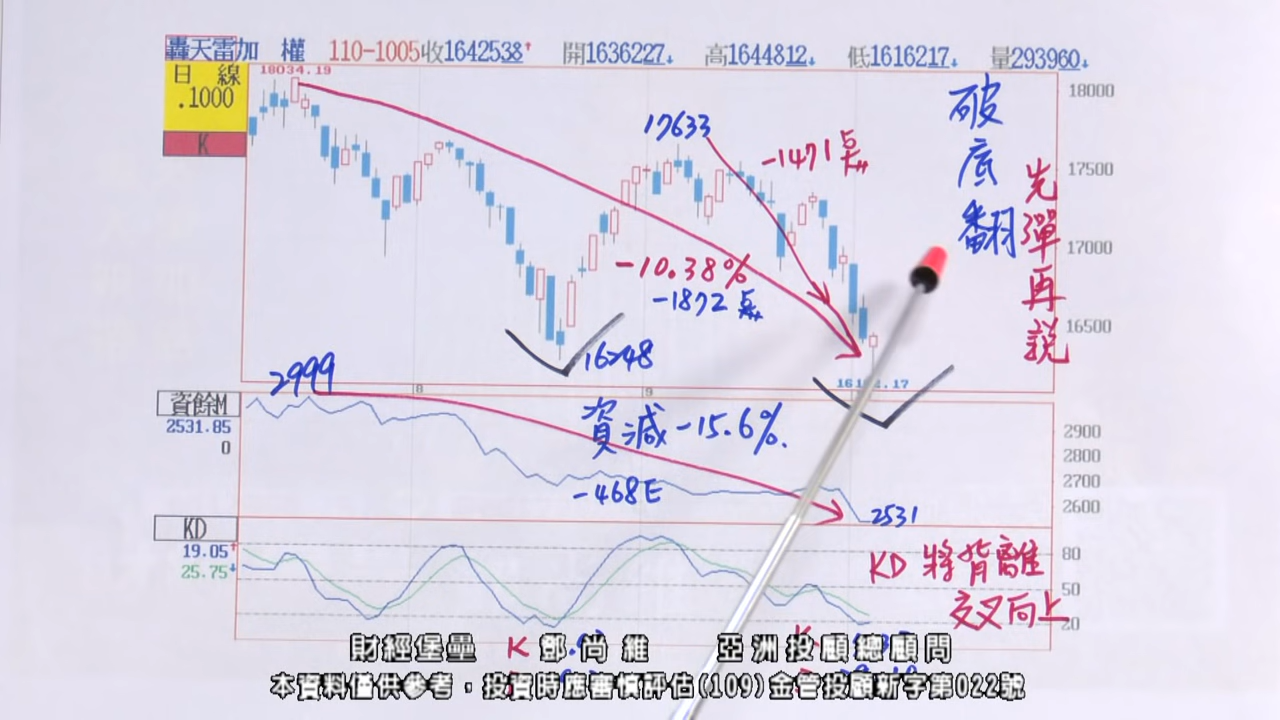 轟天雷加 權 110-1005收1642538↑ 開1636227↓ 高1644812↓ 低1616217↓ 量293960↓
日 線
.1000
K
18034.19
18000
17500
17000
16500
17633
-1471点
-10.38%
-1872点
16248
破底翻
先彈再說
8
9
資餘M
2531.85
0
2999
資減-15.6%.
-468E
2531
2900
2800
2700
2600
KD
19.05↑
25.75↓
80
50
20
KD 將背離
交叉向上
財經堡壘 K 鄧尚維 亞洲投顧總顧問
本資料僅供參考,投資時應審慎評估(109)金管投顧新字第022號